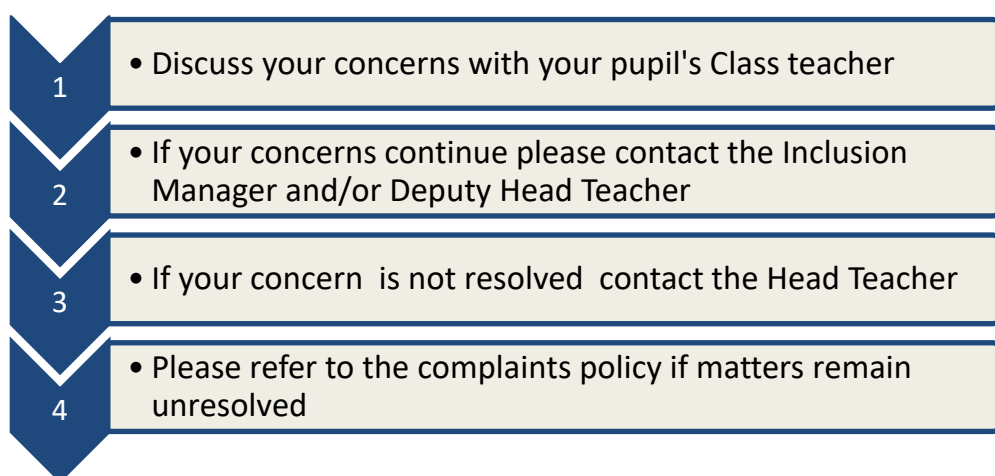 1
• Discuss your concerns with your pupil's Class teacher
2
• If your concerns continue please contact the Inclusion
Manager and/or Deputy Head Teacher
3
• If your concern  is not resolved  contact the Head Teacher
4
• Please refer to the complaints policy if matters remain
unresolved